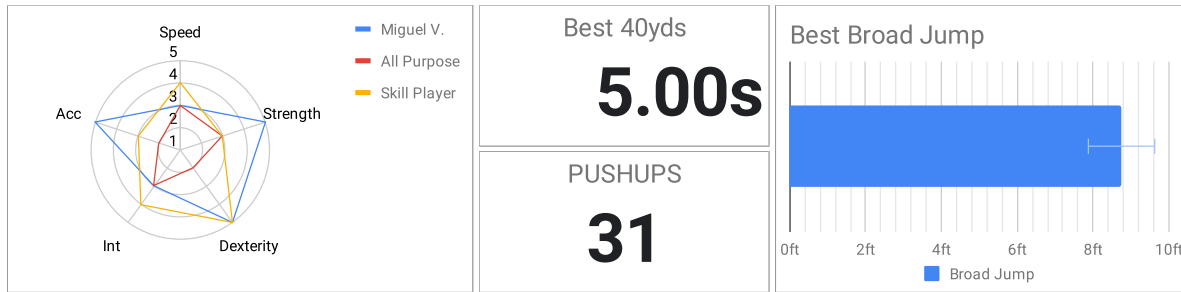 Speed
5
4
3
2
1
Acc
Strength
Int
Dexterity
Miguel V.
All Purpose
Skill Player
Best 40yds
5.00s
PUSHUPS
31
Best Broad Jump
0ft 2ft 4ft 6ft 8ft 10ft
Broad Jump